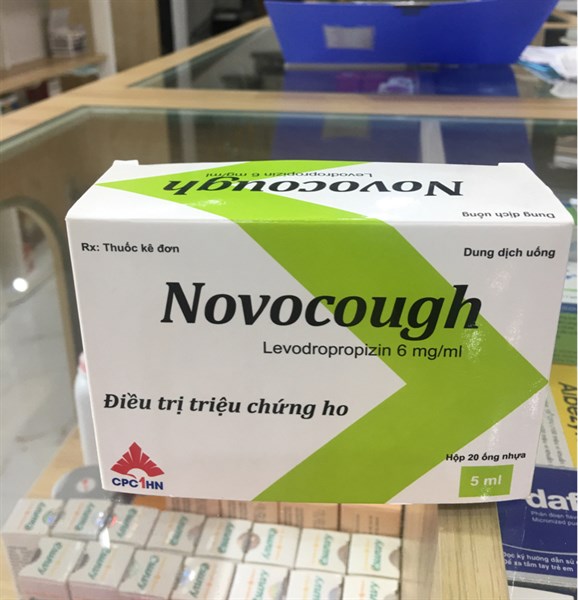 Novocough
Levodropropizin 6 mg/ml
Dung dịch uống
Rx: Thuốc kê đơn
Dung dịch uống
Novocough
Levodropropizin 6 mg/ml
Điều trị triệu chứng ho
Hộp 20 ống nhựa
5 ml
CPC1HN
daf